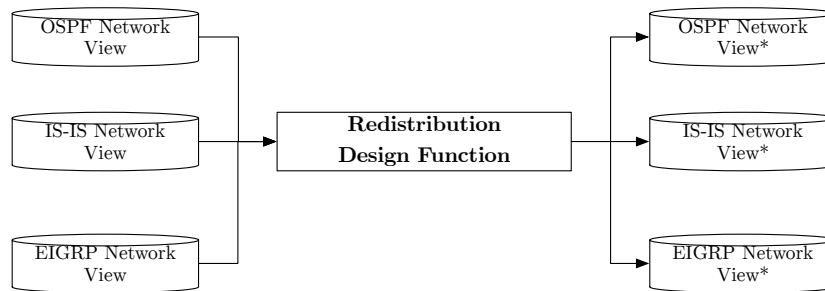 OSPF Network
View
IS-IS Network
View
EIGRP Network
View
Redistribution
Design Function
OSPF Network
View*
IS-IS Network
View*
EIGRP Network
View*